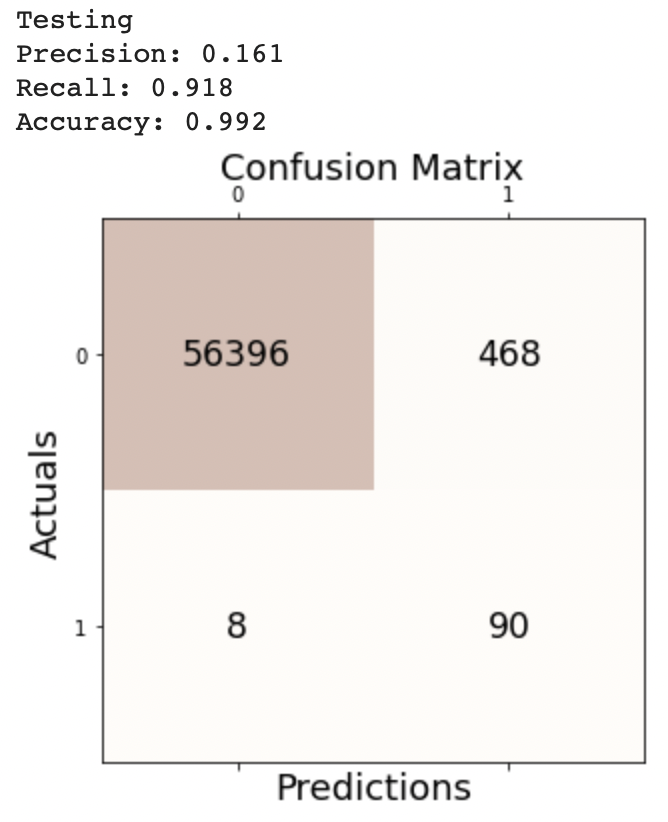 Testing
Precision: 0.161
Recall: 0.918
Accuracy: 0.992
Confusion Matrix
0 1
0 56396 468
Actuals
1 8 90
Predictions